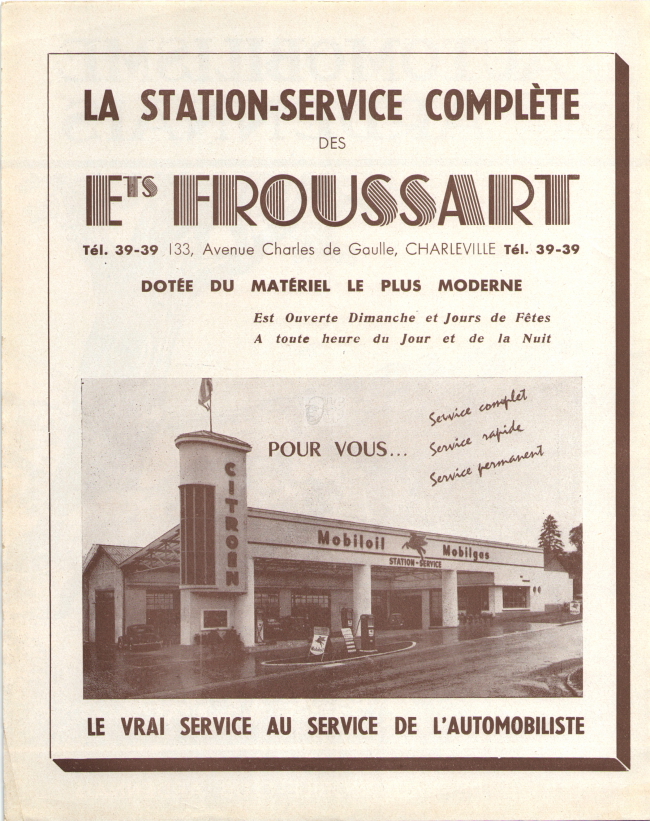 LA STATION-SERVICE COMPLÈTE
DES
ETS FROUSSART
Tél. 39-39 133, Avenue Charles de Gaulle, CHARLEVILLE Tél. 39-39
DOTÉE DU MATÉRIEL LE PLUS MODERNE
Est Ouverte Dimanche et Jours de Fêtes
A toute heure du Jour et de la Nuit
POUR VOUS...
Service complet
Service rapide
Service permanent
CITROËN
Mobiloil Mobilgas
STATION-SERVICE
LE VRAI SERVICE AU SERVICE DE L'AUTOMOBILISTE